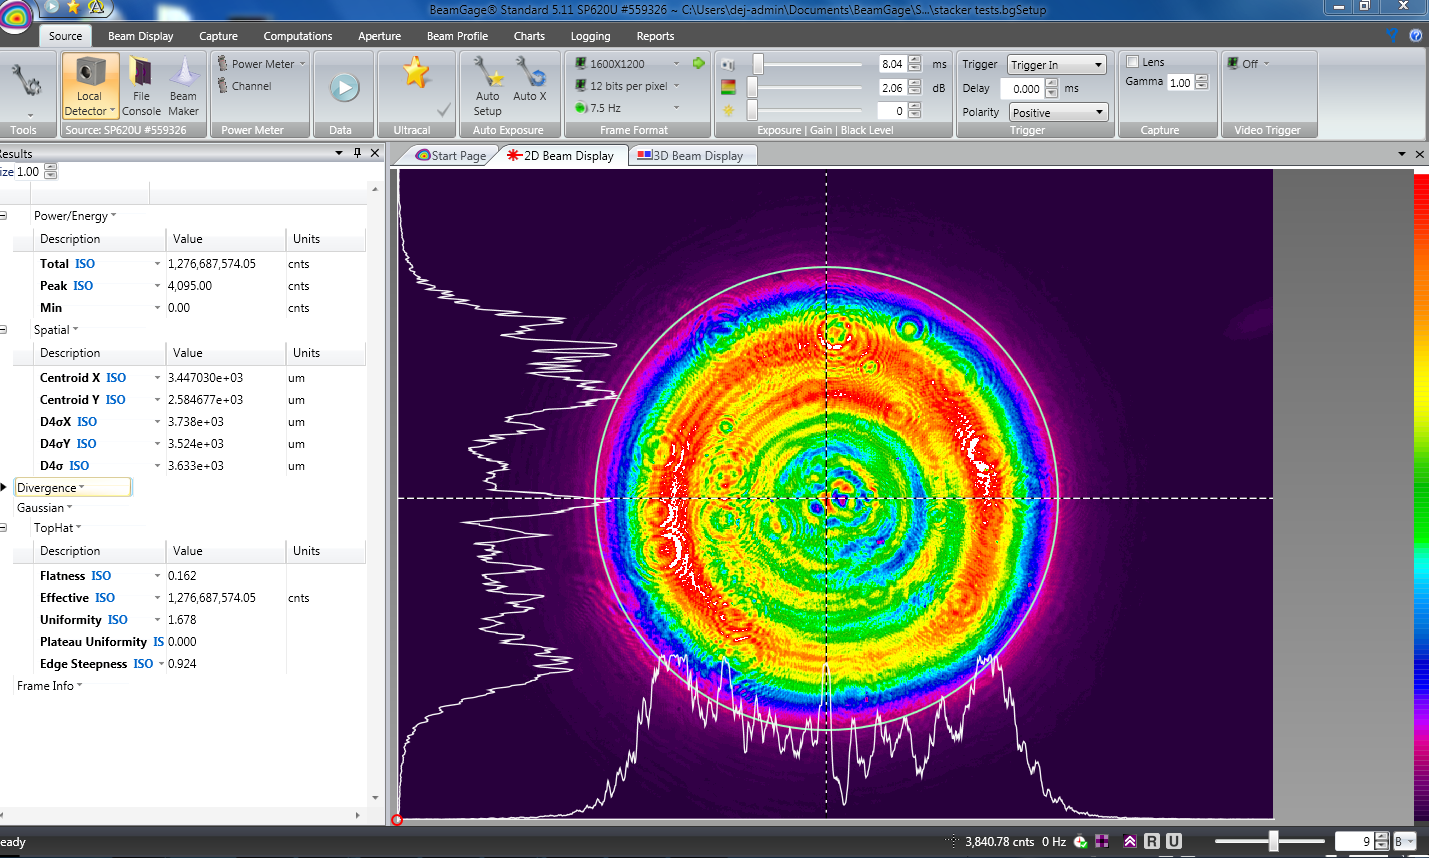 BeamGage® Standard 5.11 SP620U #559326 ~ C:\Users\dej-admin\Documents\BeamGage\S...\stacker tests.bgSetup
Source Beam Display Capture Computations Aperture Beam Profile Charts Logging Reports
Tools
Local Detector
File Console
Beam Maker
Source: SP620U #559326
Power Meter
Channel
Power Meter
Data
Ultracal
Auto Setup
Auto X
Auto Exposure
1600X1200
12 bits per pixel
7.5 Hz
Frame Format
8.04 ms
2.06 dB
0
Exposure | Gain | Black Level
Trigger Trigger In
Delay 0.000 ms
Polarity Positive
Trigger
Lens
Gamma 1.00
Capture
Off
Video Trigger
Results
ize 1.00
Start Page 2D Beam Display 3D Beam Display
Power/Energy
Description Value Units
Total ISO 1,276,687,574.05 cnts
Peak ISO 4,095.00 cnts
Min 0.00 cnts
Spatial
Description Value Units
Centroid X ISO 3.447030e+03 um
Centroid Y ISO 2.584677e+03 um
D4σX ISO 3.738e+03 um
D4σY ISO 3.524e+03 um
D4σ ISO 3.633e+03 um
Divergence
Gaussian
TopHat
Description Value Units
Flatness ISO 0.162
Effective ISO 1,276,687,574.05 cnts
Uniformity ISO 1.678
Plateau Uniformity IS 0.000
Edge Steepness ISO 0.924
Frame Info
eady
3,840.78 cnts 0 Hz R U 9 B